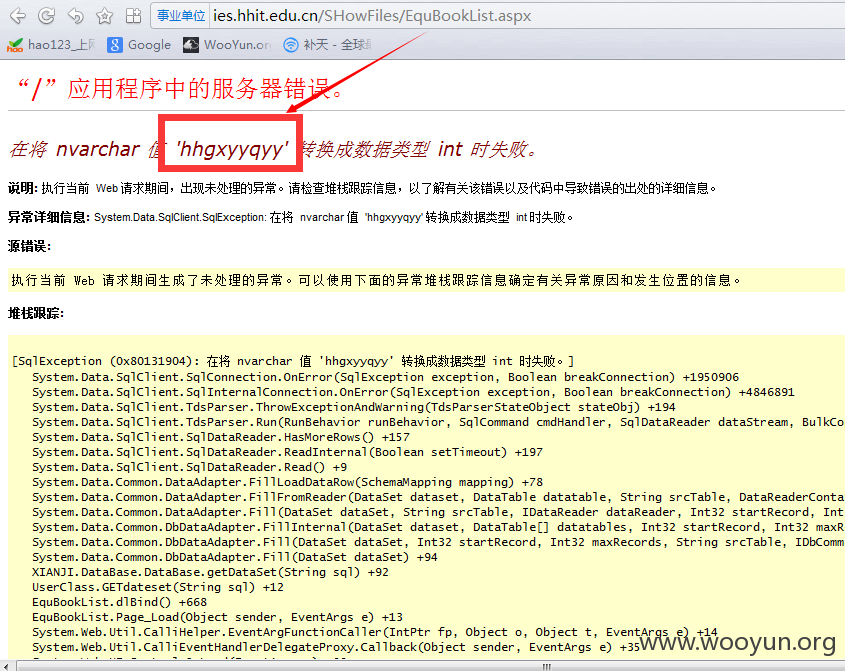 事业单位 ies.hhit.edu.cn/SHowFiles/EquBookList.aspx
hao123_上 Google WooYun.or 补天 - 全球
“/”应用程序中的服务器错误。
在将 nvarchar 值 'hhgxyyqyy' 转换成数据类型 int 时失败。
说明: 执行当前 Web 请求期间，出现未处理的异常。请检查堆栈跟踪信息，以了解有关该错误以及代码中导致错误的出处的详细信息。
异常详细信息: System.Data.SqlClient.SqlException: 在将 nvarchar 值 'hhgxyyqyy' 转换成数据类型 int 时失败。
源错误:
执行当前 Web 请求期间生成了未处理的异常。可以使用下面的异常堆栈跟踪信息确定有关异常原因和发生位置的信息。
堆栈跟踪:
[SqlException (0x80131904): 在将 nvarchar 值 'hhgxyyqyy' 转换成数据类型 int 时失败。]
System.Data.SqlClient.SqlConnection.OnError(SqlException exception, Boolean breakConnection) +1950906
System.Data.SqlClient.SqlInternalConnection.OnError(SqlException exception, Boolean breakConnection) +4846891
System.Data.SqlClient.TdsParser.ThrowExceptionAndWarning(TdsParserStateObject stateObj) +194
System.Data.SqlClient.TdsParser.Run(RunBehavior runBehavior, SqlCommand cmdHandler, SqlDataReader dataStream, BulkCo
System.Data.SqlClient.SqlDataReader.HasMoreRows() +157
System.Data.SqlClient.SqlDataReader.ReadInternal(Boolean setTimeout) +197
System.Data.SqlClient.SqlDataReader.Read() +9
System.Data.Common.DataAdapter.FillLoadDataRow(SchemaMapping mapping) +78
System.Data.Common.DataAdapter.FillFromReader(DataSet dataset, DataTable datatable, String srcTable, DataReaderConta
System.Data.Common.DataAdapter.Fill(DataSet dataSet, String srcTable, IDataReader dataReader, Int32 startRecord, Int
System.Data.Common.DbDataAdapter.FillInternal(DataSet dataset, DataTable[] datatables, Int32 startRecord, Int32 maxR
System.Data.Common.DbDataAdapter.Fill(DataSet dataSet, Int32 startRecord, Int32 maxRecords, String srcTable, IDbComm
System.Data.Common.DbDataAdapter.Fill(DataSet dataSet) +94
XIANJI.DataBase.DataBase.getDataSet(String sql) +92
UserClass.GETdateset(String sql) +12
EquBookList.dlBind() +668
EquBookList.Page_Load(Object sender, EventArgs e) +13
System.Web.Util.CalliHelper.EventArgFunctionCaller(IntPtr fp, Object o, Object t, EventArgs e) +14
System.Web.Util.CalliEventHandlerDelegateProxy.Callback(Object sender, EventArgs e) +35
www.wooyun.org